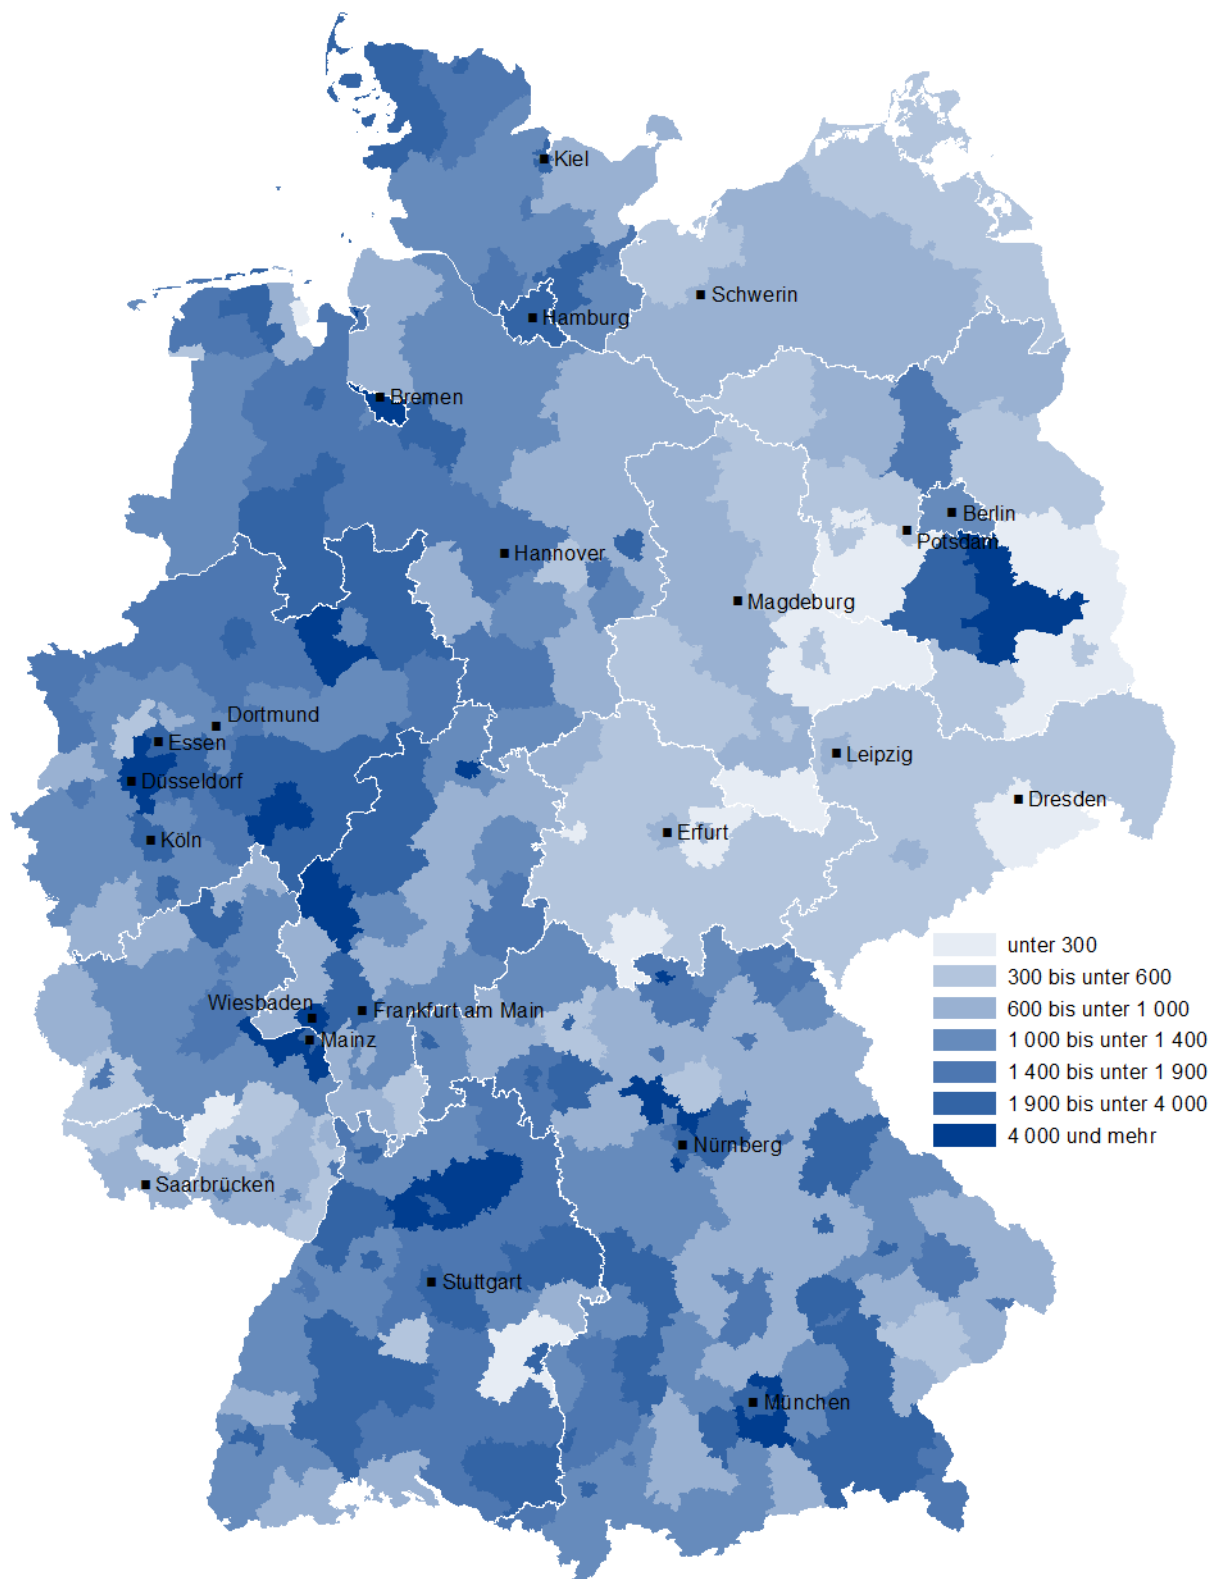 Kiel
Schwerin
Hamburg
Bremen
Berlin
Potsdam
Hannover
Magdeburg
Dortmund
Essen
Leipzig
Düsseldorf
Dresden
Köln
Erfurt
unter 300
300 bis unter 600
600 bis unter 1 000
1 000 bis unter 1 400
1 400 bis unter 1 900
1 900 bis unter 4 000
4 000 und mehr
Wiesbaden
Frankfurt am Main
Mainz
Nürnberg
Saarbrücken
Stuttgart
München